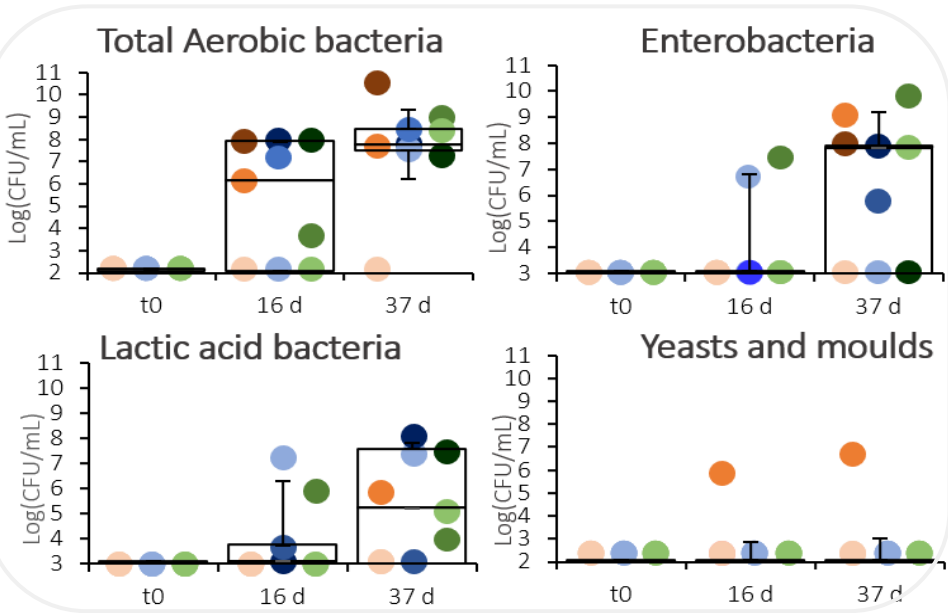 Total Aerobic bacteria
Log(CFU/mL)
11
10
9
8
7
6
5
4
3
2
t0
16 d
37 d
Enterobacteria
Log(CFU/mL)
11
10
9
8
7
6
5
4
3
t0
16 d
37 d
Lactic acid bacteria
Log(CFU/mL)
11
10
9
8
7
6
5
4
3
t0
16 d
37 d
Yeasts and moulds
Log(CFU/mL)
11
10
9
8
7
6
5
4
3
2
t0
16 d
37 d